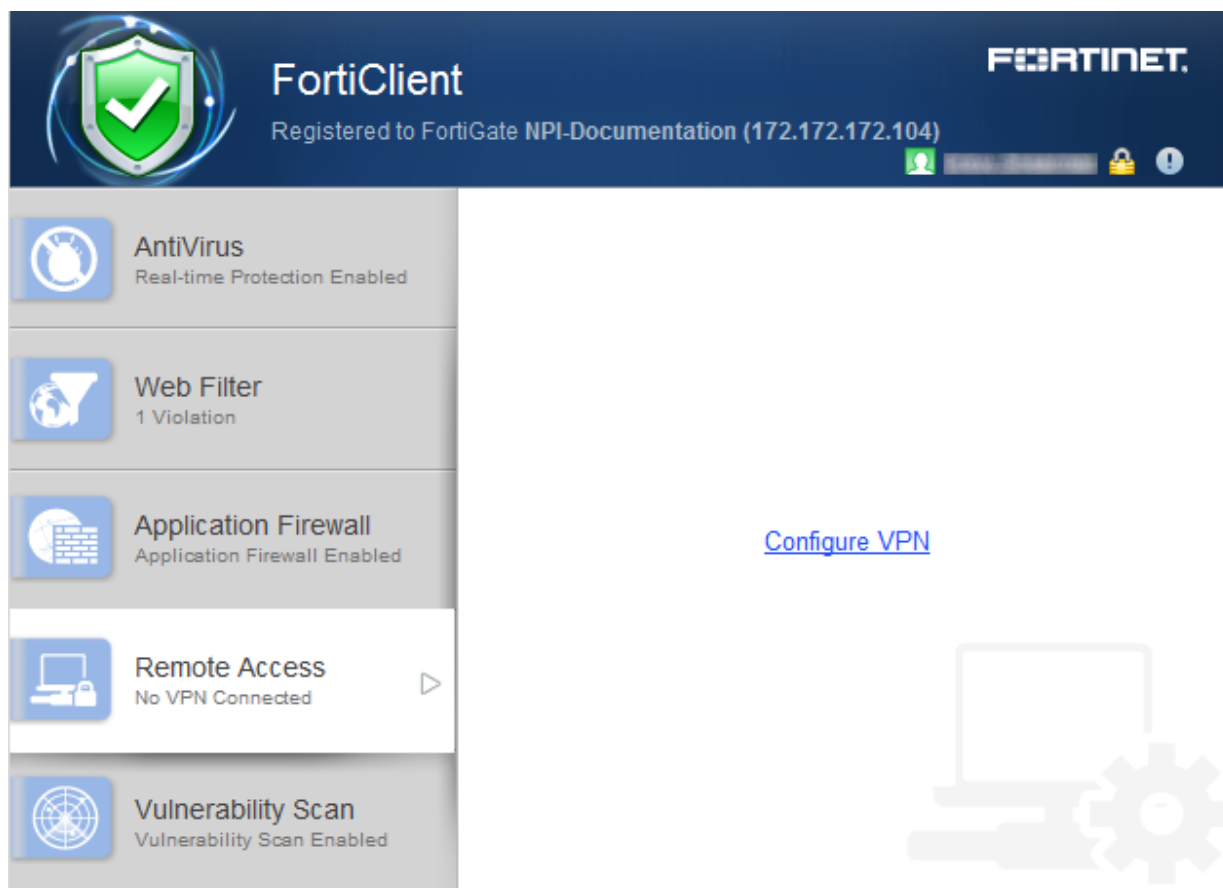 FortiClient
FORTINET.
Registered to FortiGate NPI-Documentation (172.172.172.104)
AntiVirus
Real-time Protection Enabled
Web Filter
1 Violation
Application Firewall
Application Firewall Enabled
Remote Access
No VPN Connected
Vulnerability Scan
Vulnerability Scan Enabled
Configure VPN